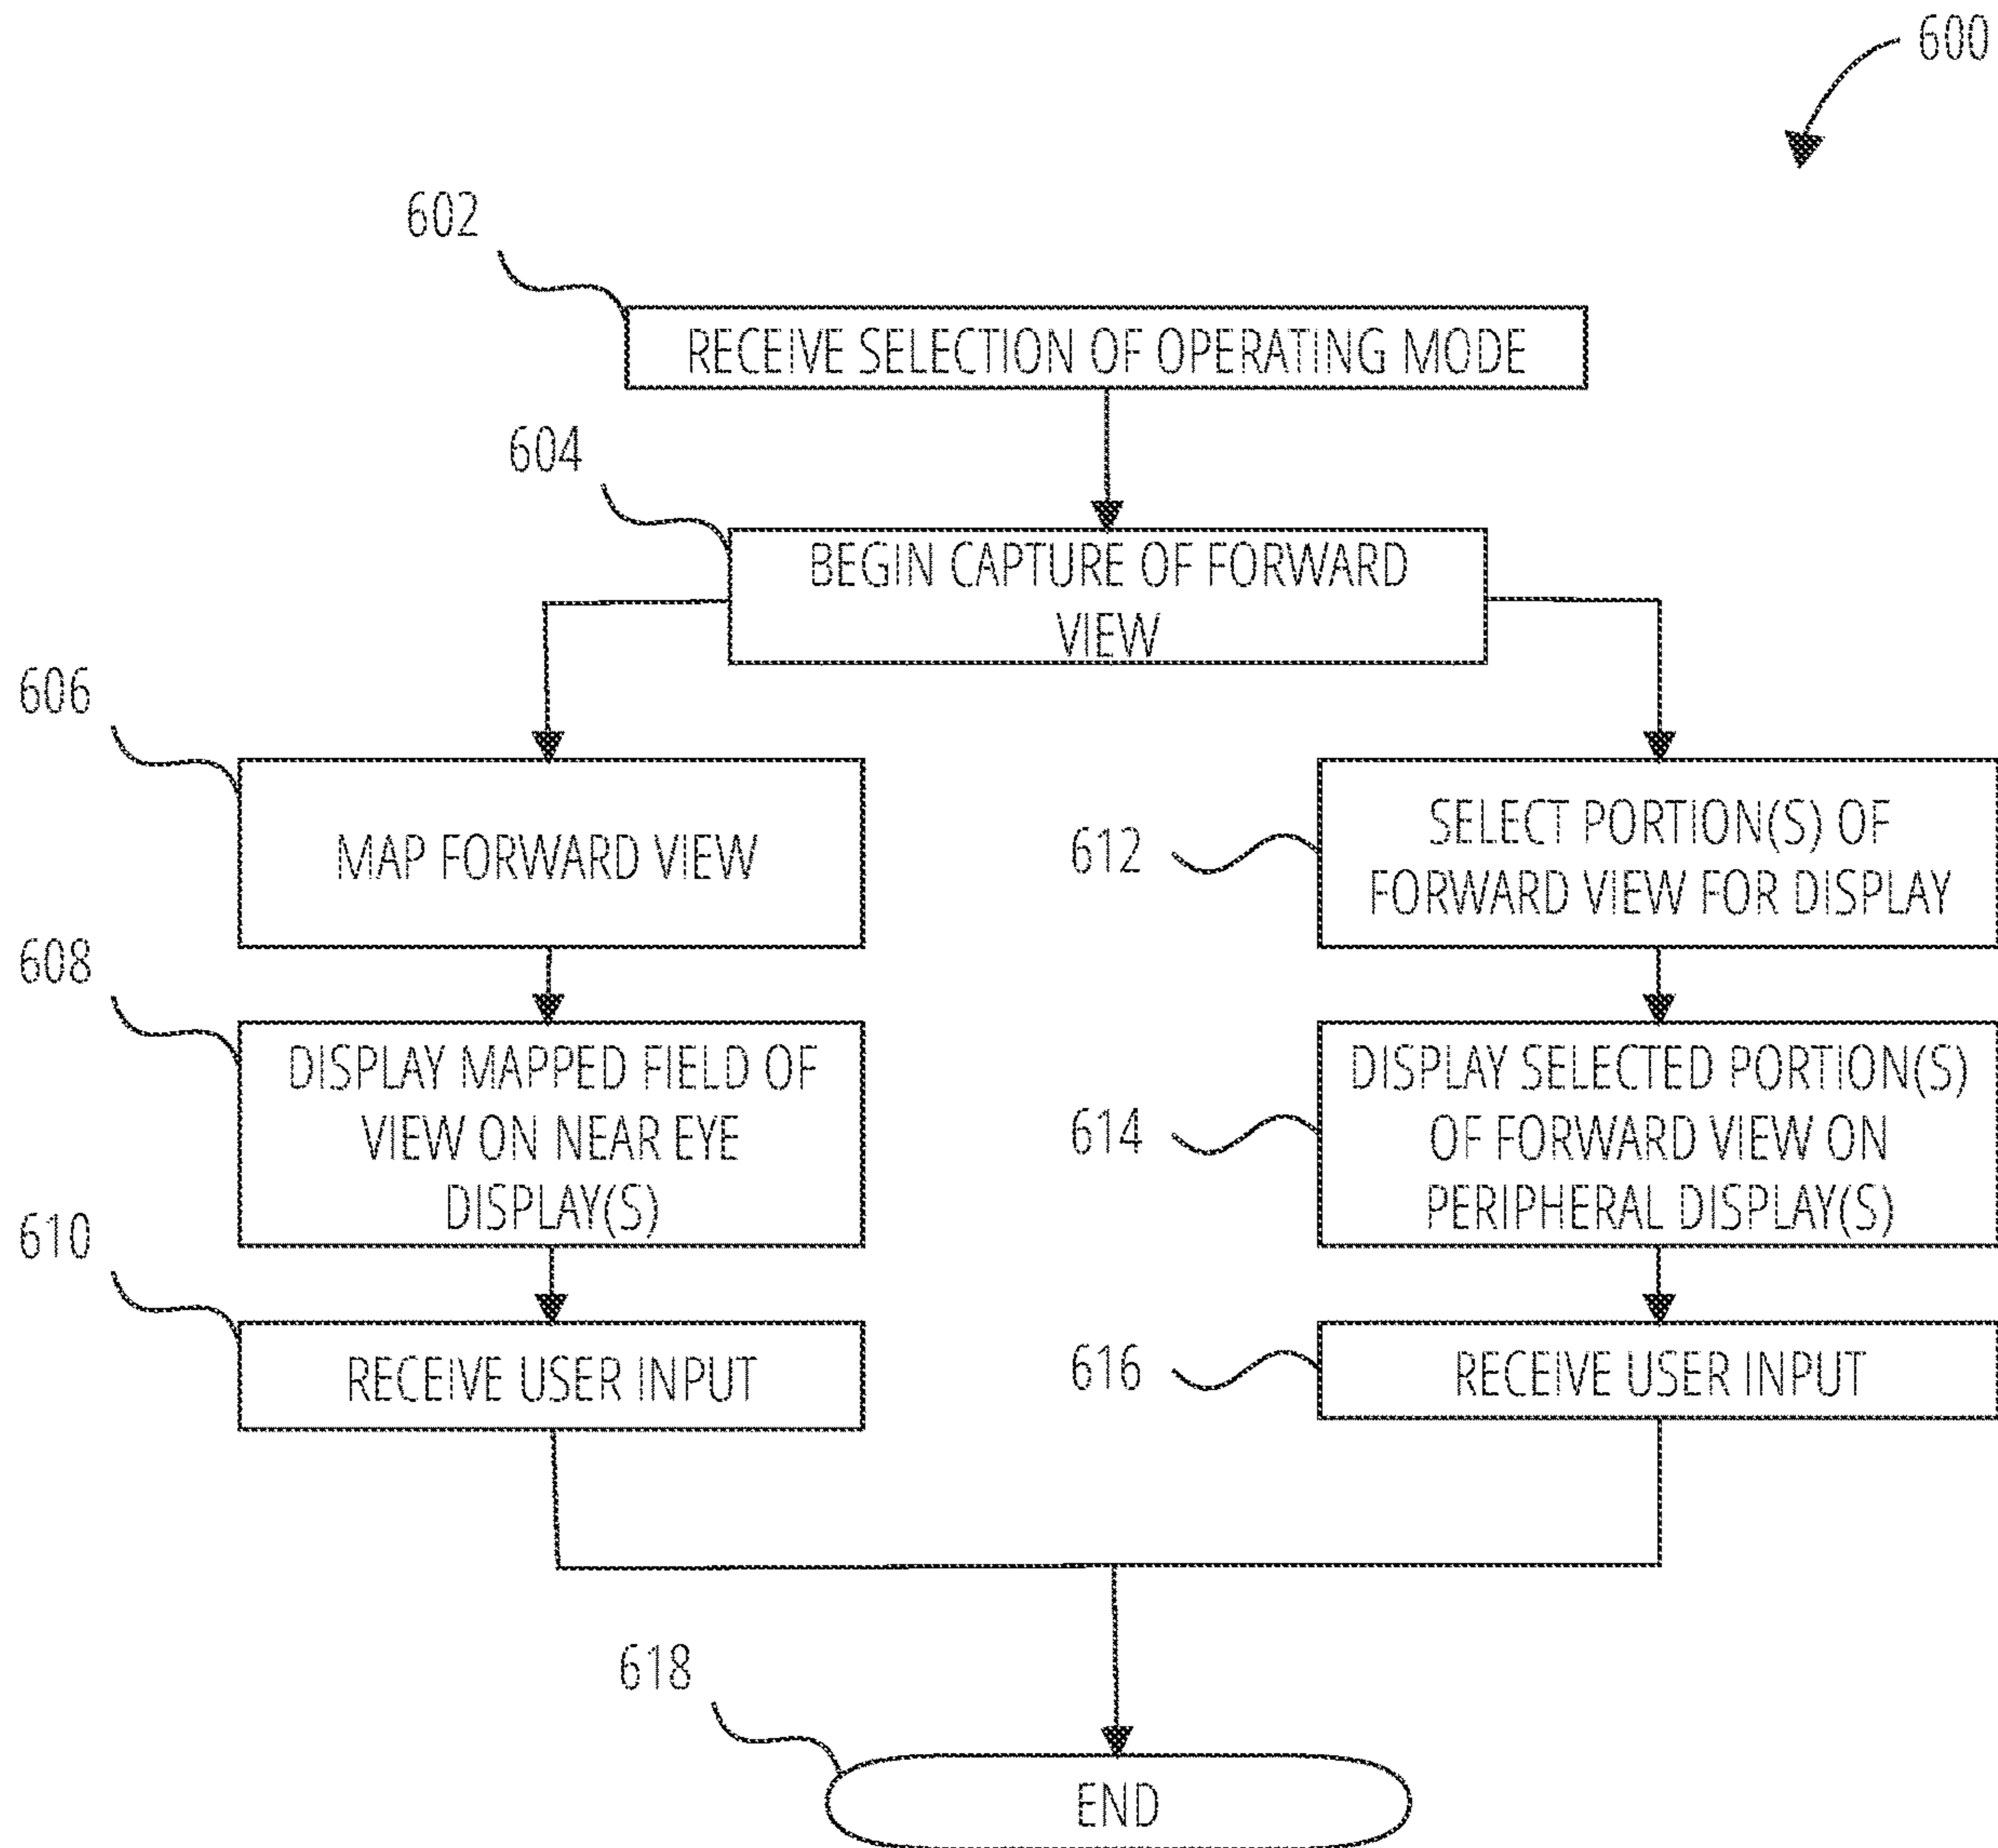 600
602
RECEIVE SELECTION OF OPERATING MODE
604
BEGIN CAPTURE OF FORWARD
VIEW
606
MAP FORWARD VIEW
608
DISPLAY MAPPED FIELD OF
VIEW ON NEAR EYE
DISPLAY(S)
610
RECEIVE USER INPUT
612
SELECT PORTION(S) OF
FORWARD VIEW FOR DISPLAY
614
DISPLAY SELECTED PORTION(S)
OF FORWARD VIEW ON
PERIPHERAL DISPLAY(S)
616
RECEIVE USER INPUT
618
END